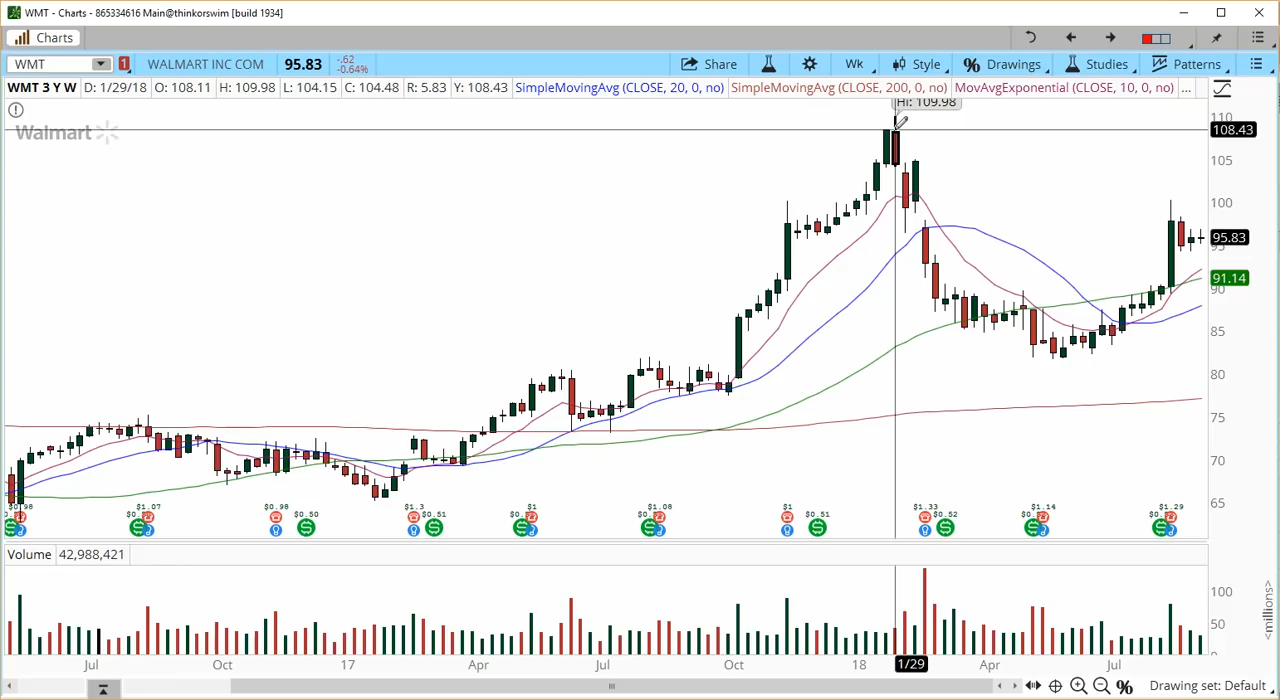 WMT - Charts - 865334616 Main@thinkorswim [build 1934]
Charts
WMT 1 WALMART INC COM 95.83 -.62 -0.64% Share Wk Style % Drawings Studies Patterns
WMT 3 Y W D: 1/29/18 O: 108.11 H: 109.98 L: 104.15 C: 104.48 R: 5.83 Y: 108.43 SimpleMovingAvg (CLOSE, 20, 0, no) SimpleMovingAvg (CLOSE, 200, 0, no) MovAvgExponential (CLOSE, 10, 0, no) ...
Hi: 109.98
Walmart
110
108.43
105
100
95.83
95
91.14
90
85
80
75
70
65
$1.07 $0.98 $0.50 $1.3 $0.51 $1 $1.08 $1 $0.51 $1.33 $0.52 $1.14 $1.29
Volume 42,988,421
100
50
0
<millions>
Jul Oct 17 Apr Jul Oct 18 1/29 Apr Jul
% Drawing set: Default